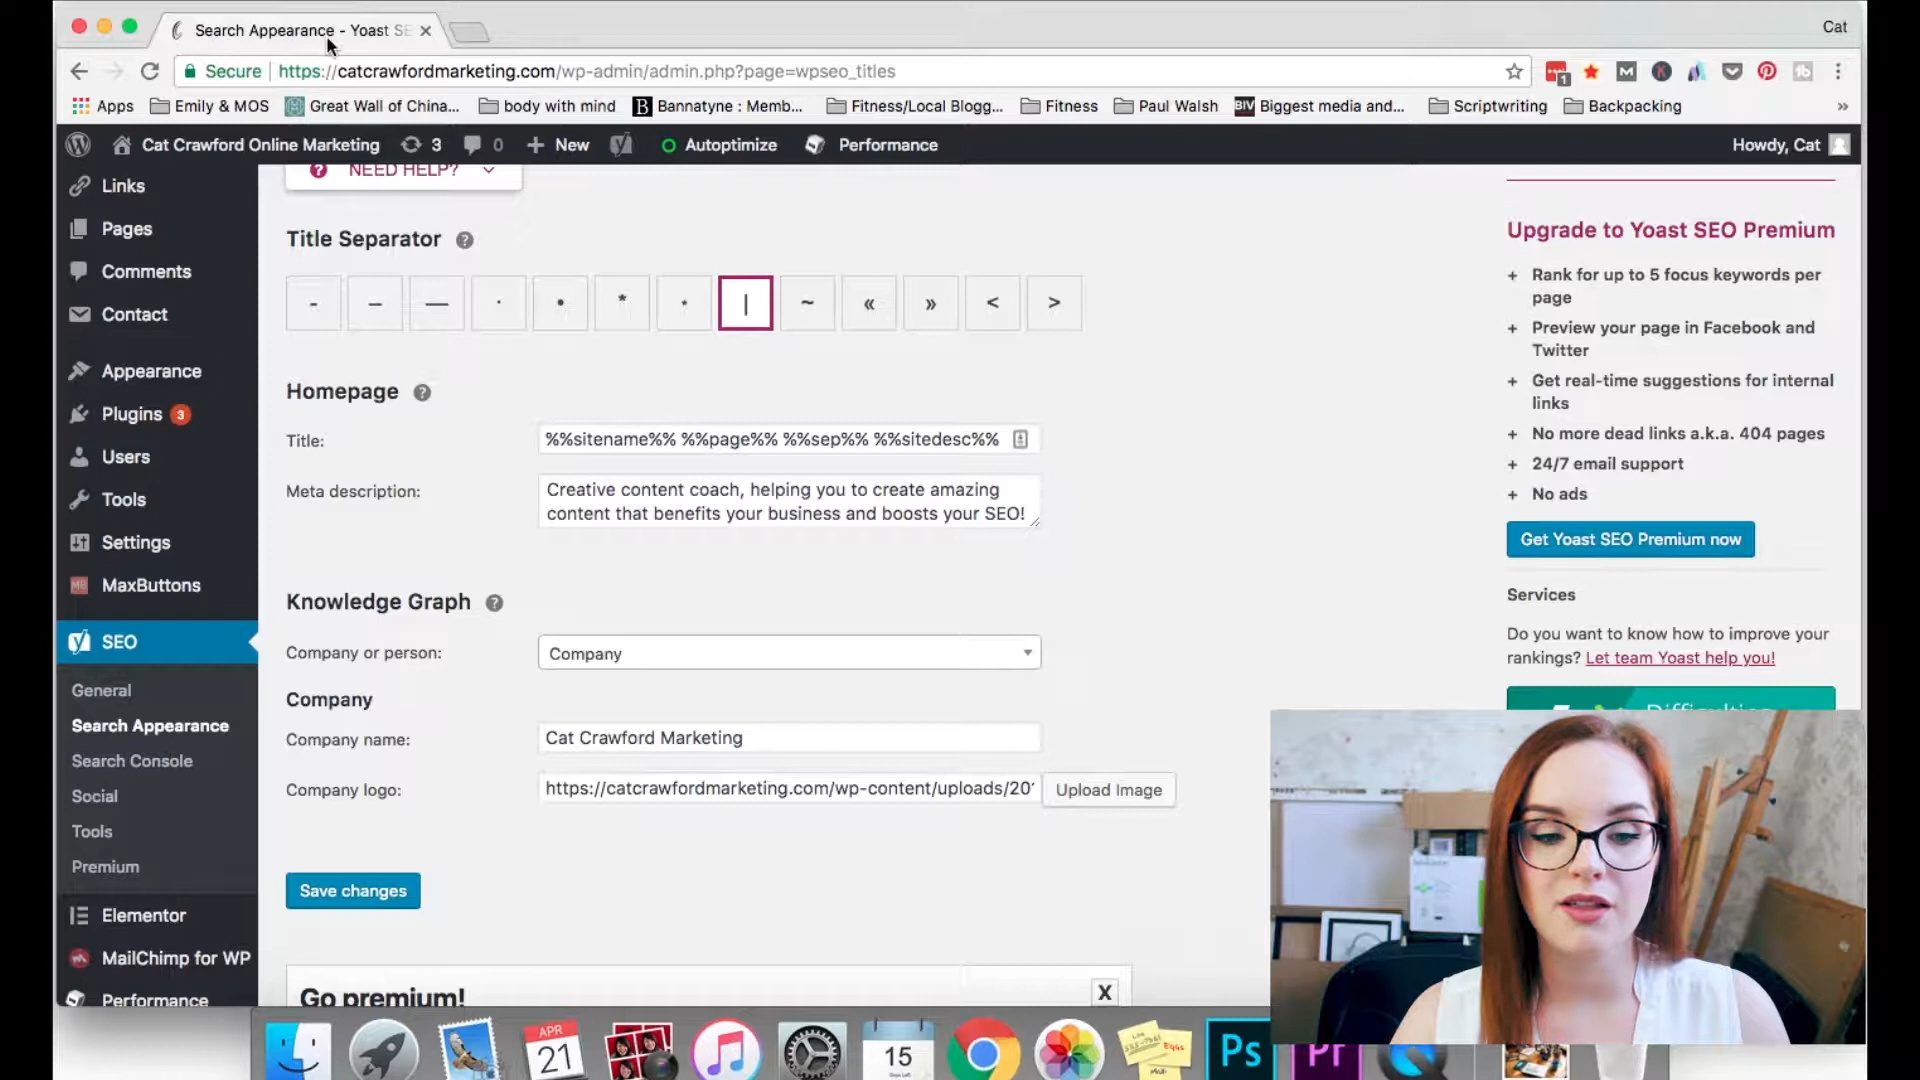 Search Appearance - Yoast SE
Cat
Secure https://catcrawfordmarketing.com/wp-admin/admin.php?page=wpseo_titles
1
Apps Emily & MOS Great Wall of China... body with mind Bannatyne : Memb... Fitness/Local Blogg... Fitness Paul Walsh BIV Biggest media and... Scriptwriting Backpacking »
Cat Crawford Online Marketing 3 0 + New Autoptimize Performance Howdy, Cat
Links
Pages
Comments
Contact
Appearance
Plugins 3
Users
Tools
Settings
MaxButtons
SEO
General
Search Appearance
Search Console
Social
Tools
Premium
Elementor
MailChimp for WP
Performance
NEED HELP?
Title Separator ?
- – — · • * ⋆ | ~ « » < >
Homepage ?
Title: %%sitename%% %%page%% %%sep%% %%sitedesc%%
Meta description: Creative content coach, helping you to create amazing
content that benefits your business and boosts your SEO!
Knowledge Graph ?
Company or person: Company
Company
Company name: Cat Crawford Marketing
Company logo: https://catcrawfordmarketing.com/wp-content/uploads/20 Upload Image
Save changes
Go premium! X
Upgrade to Yoast SEO Premium
+ Rank for up to 5 focus keywords per
page
+ Preview your page in Facebook and
Twitter
+ Get real-time suggestions for internal
links
+ No more dead links a.k.a. 404 pages
+ 24/7 email support
+ No ads
Get Yoast SEO Premium now
Services
Do you want to know how to improve your
rankings? Let team Yoast help you!
APR
21
15
Ps
Pr